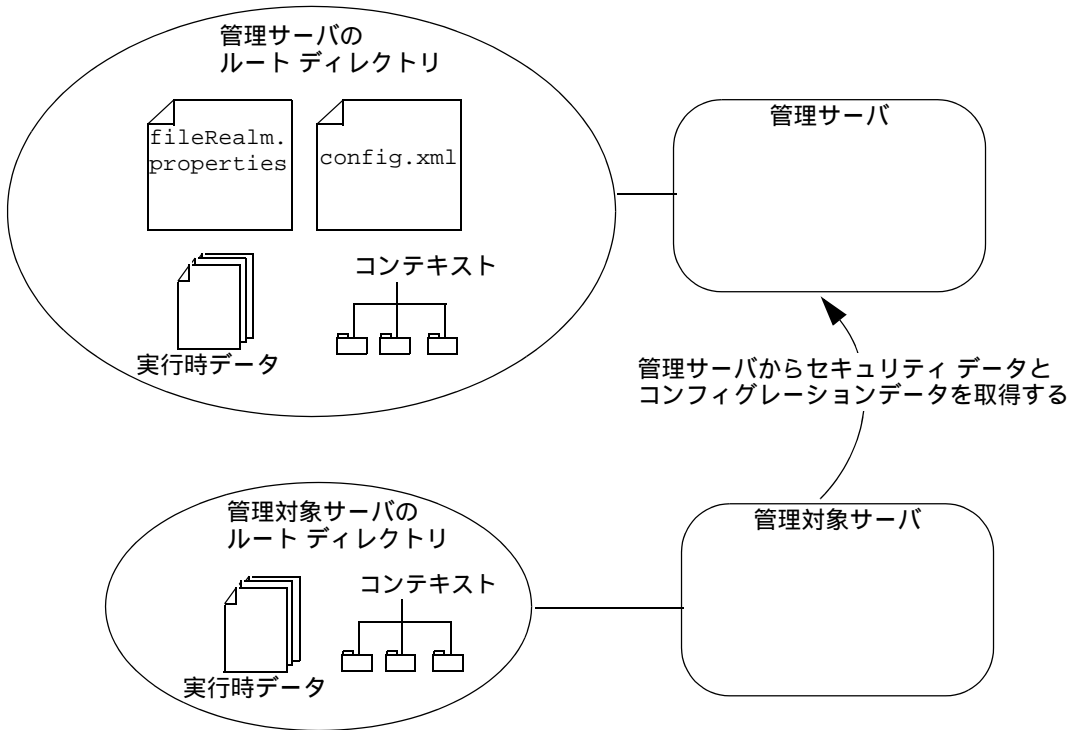 管理サーバの
ルート ディレクトリ
fileRealm.
properties
config.xml
コンテキスト
実行時データ
管理サーバ
管理サーバからセキュリティ データと
コンフィグレーションデータを取得する
管理対象サーバの
ルート ディレクトリ
コンテキスト
実行時データ
管理対象サーバ